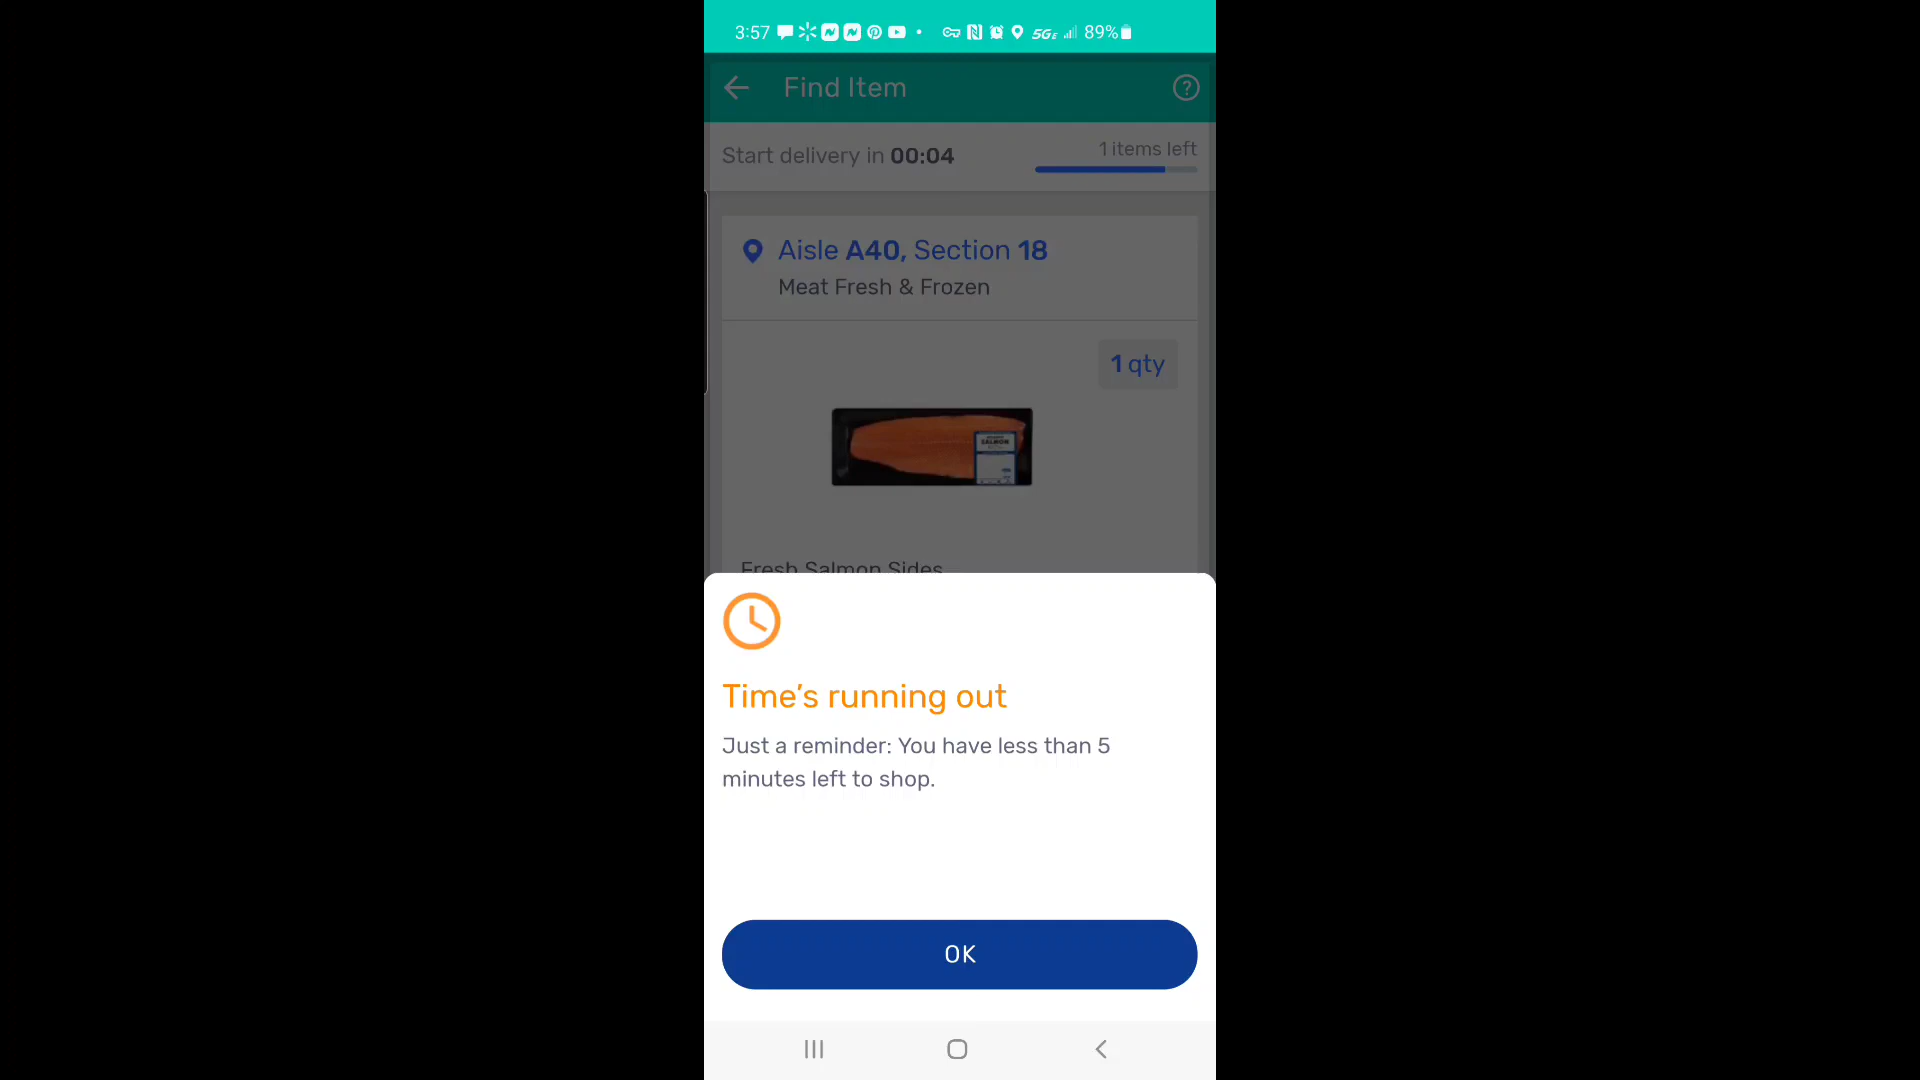 3:57
5GE 89%
Find Item
Start delivery in 00:04
1 items left
Aisle A40, Section 18
Meat Fresh & Frozen
1 qty
SALMON
Fresh Salmon Sides
Time's running out
Just a reminder: You have less than 5
minutes left to shop.
OK